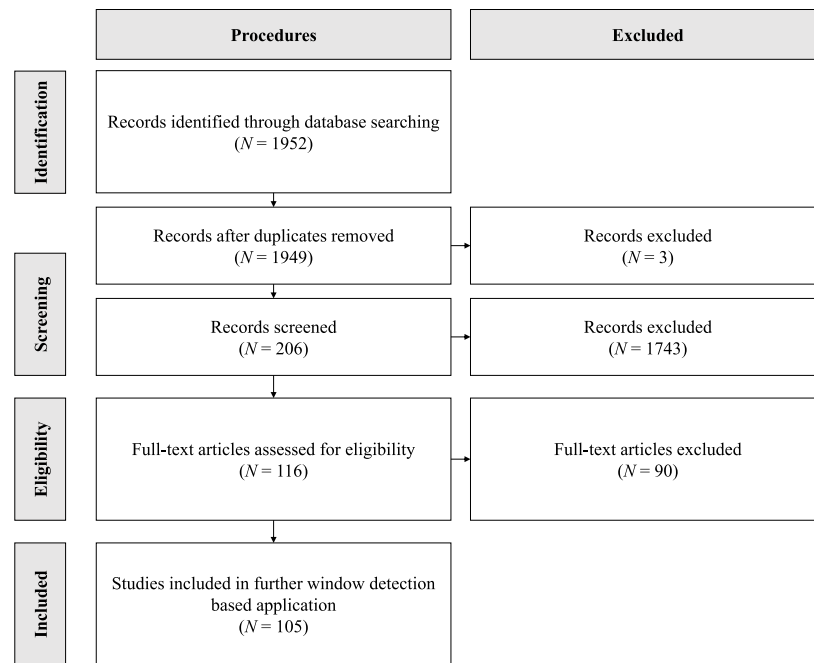 Procedures
Excluded
Identification
Records identified through database searching
(N = 1952)
Screening
Records after duplicates removed
(N = 1949)
Records excluded
(N = 3)
Records screened
(N = 206)
Records excluded
(N = 1743)
Eligibility
Full-text articles assessed for eligibility
(N = 116)
Full-text articles excluded
(N = 90)
Included
Studies included in further window detection
based application
(N = 105)